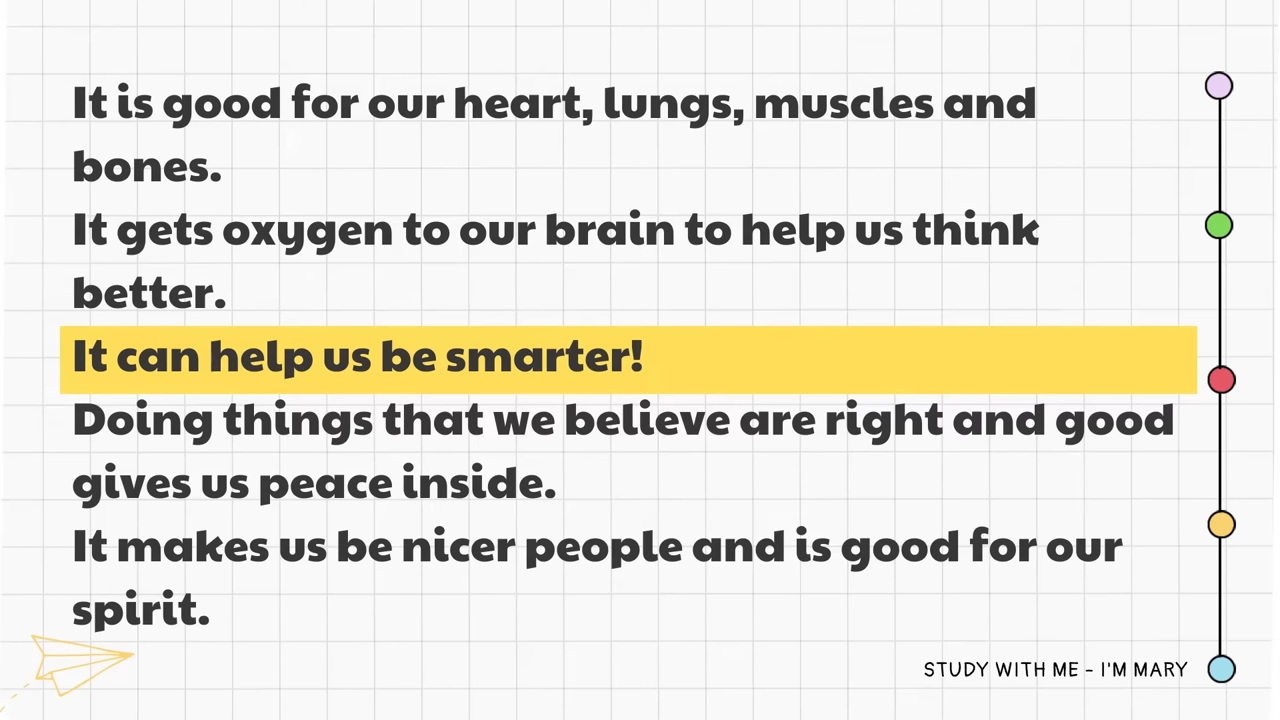 It is good for our heart, lungs, muscles and
bones.
It gets oxygen to our brain to help us think
better.
It can help us be smarter!
Doing things that we believe are right and good
gives us peace inside.
It makes us be nicer people and is good for our
spirit.
STUDY WITH ME - I'M MARY